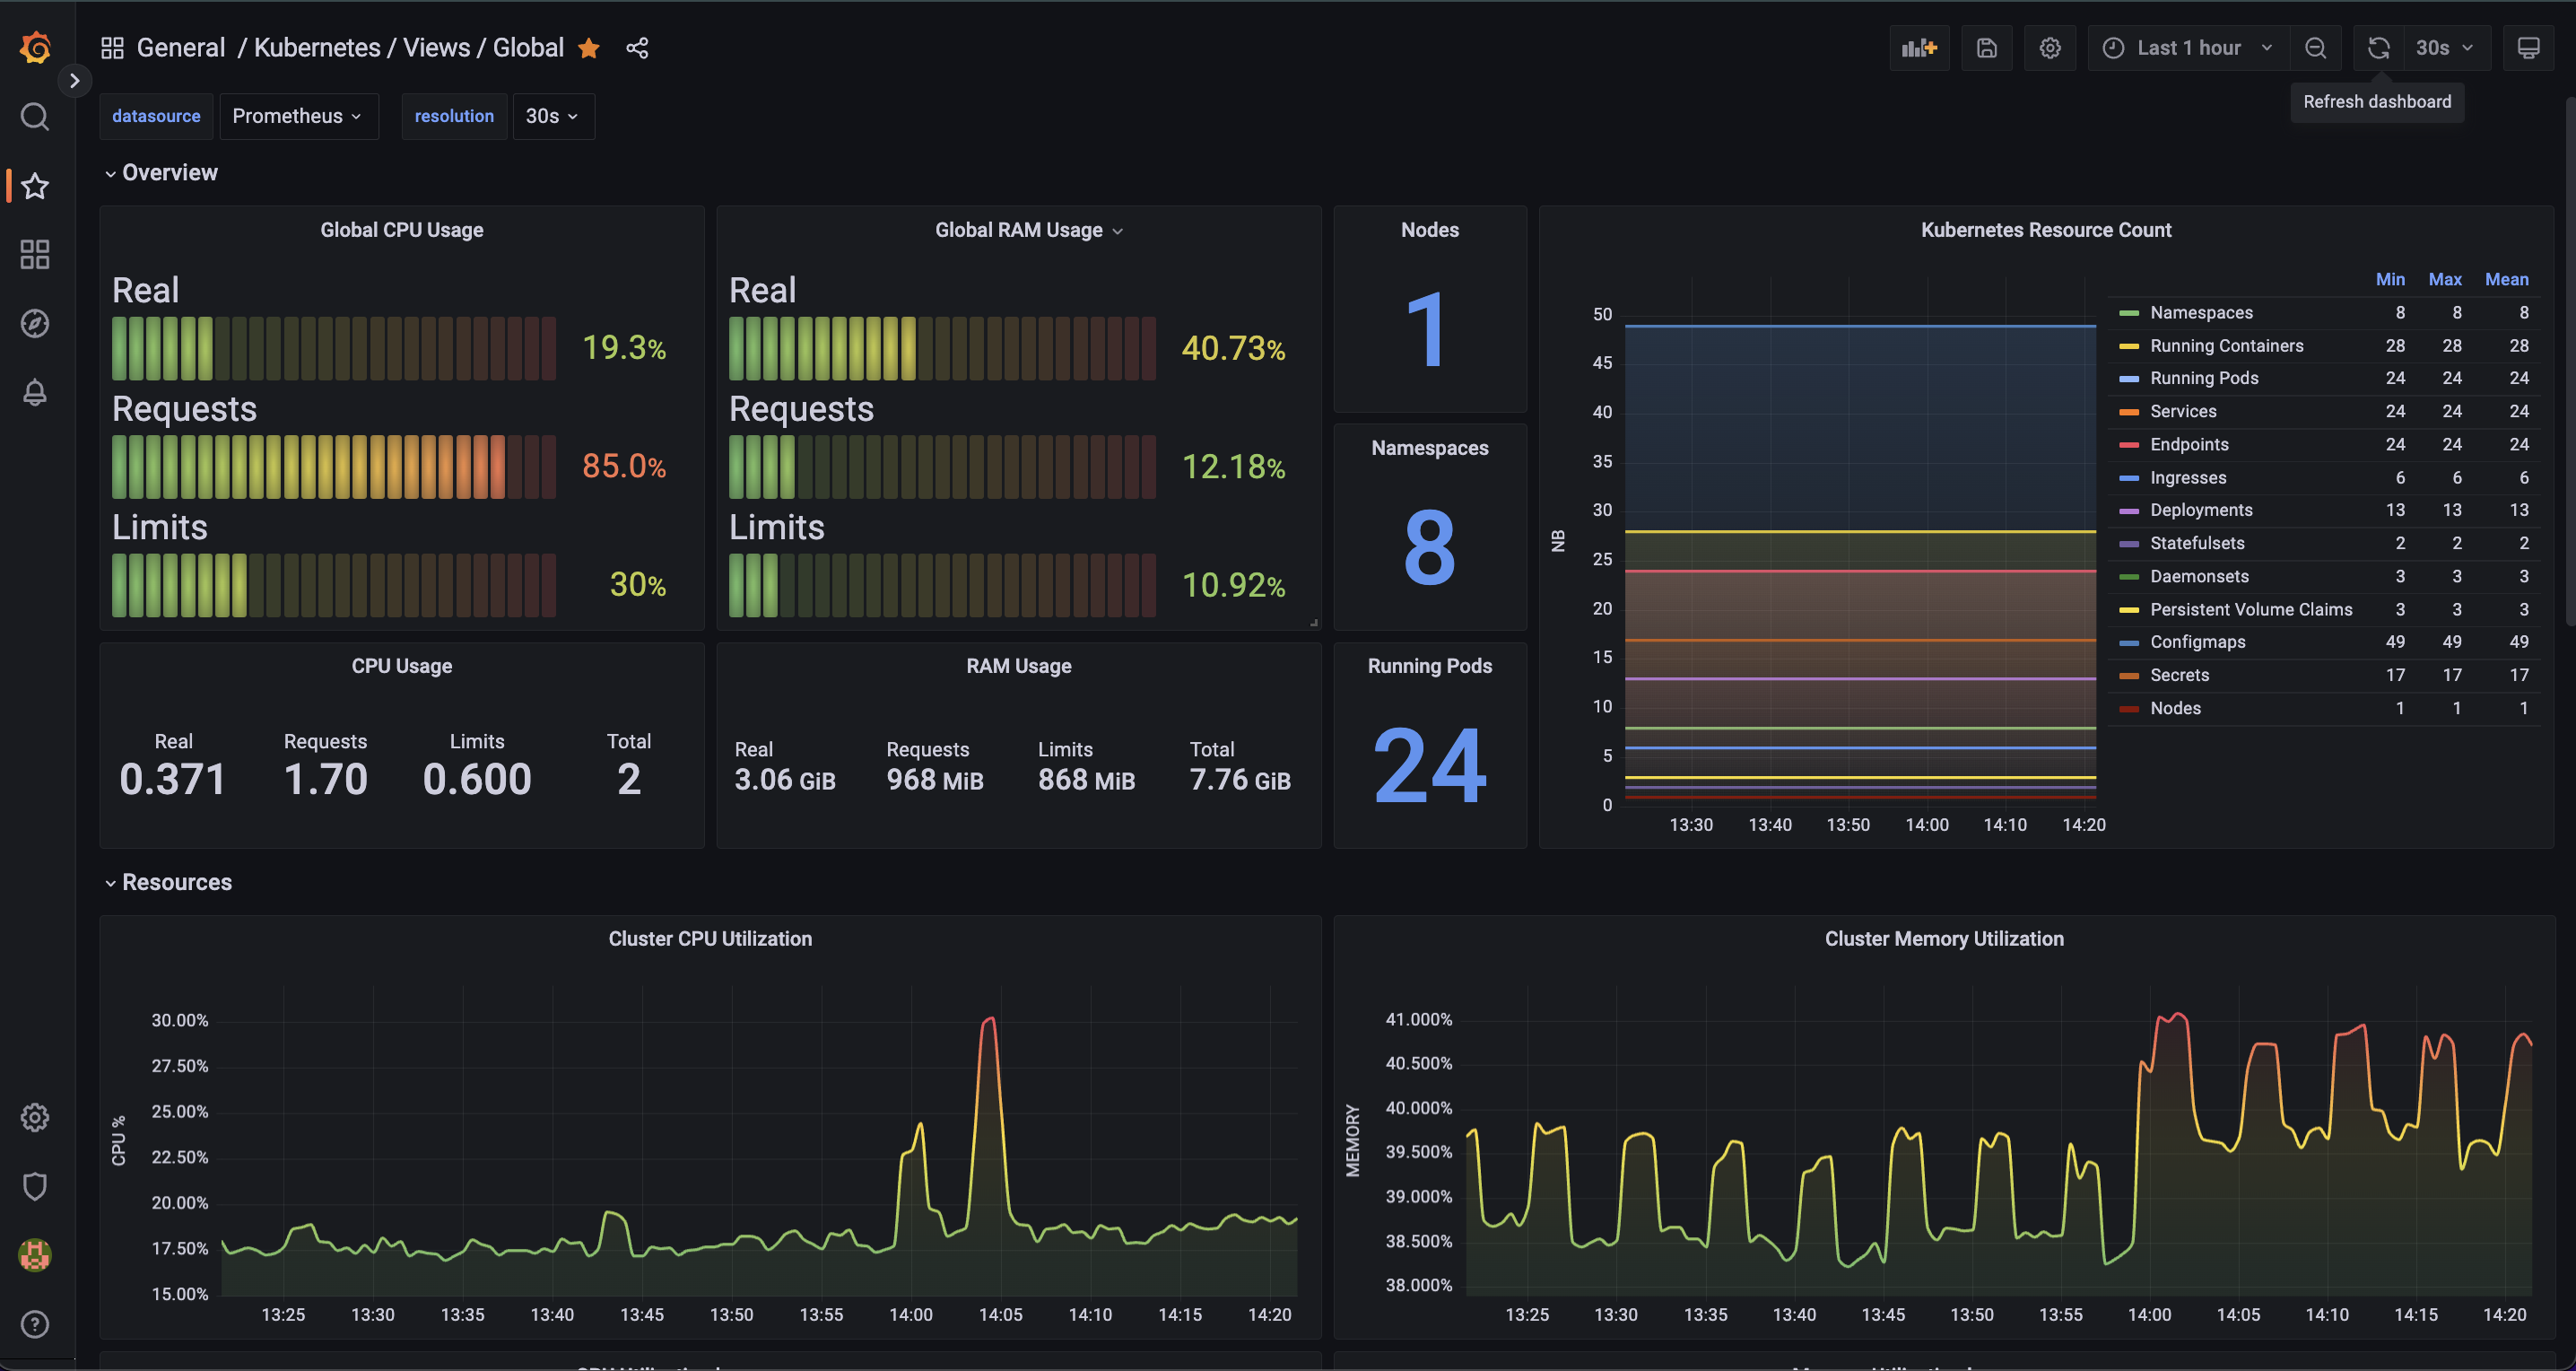 General / Kubernetes / Views / Global
Last 1 hour
30s
Refresh dashboard
datasource
Prometheus
resolution
30s
Overview
Global CPU Usage
Real
19.3%
Requests
85.0%
Limits
30%
Global RAM Usage
Real
40.73%
Requests
12.18%
Limits
10.92%
Nodes
1
Namespaces
8
Kubernetes Resource Count
NB
50
45
40
35
30
25
20
15
10
5
0
13:30 13:40 13:50 14:00 14:10 14:20
Min Max Mean
Namespaces 8 8 8
Running Containers 28 28 28
Running Pods 24 24 24
Services 24 24 24
Endpoints 24 24 24
Ingresses 6 6 6
Deployments 13 13 13
Statefulsets 2 2 2
Daemonsets 3 3 3
Persistent Volume Claims 3 3 3
Configmaps 49 49 49
Secrets 17 17 17
Nodes 1 1 1
CPU Usage
Real Requests Limits Total
0.371 1.70 0.600 2
RAM Usage
Real Requests Limits Total
3.06 GiB 968 MiB 868 MiB 7.76 GiB
Running Pods
24
Resources
Cluster CPU Utilization
CPU %
30.00%
27.50%
25.00%
22.50%
20.00%
17.50%
15.00%
13:25 13:30 13:35 13:40 13:45 13:50 13:55 14:00 14:05 14:10 14:15 14:20
Cluster Memory Utilization
MEMORY
41.000%
40.500%
40.000%
39.500%
39.000%
38.500%
38.000%
13:25 13:30 13:35 13:40 13:45 13:50 13:55 14:00 14:05 14:10 14:15 14:20